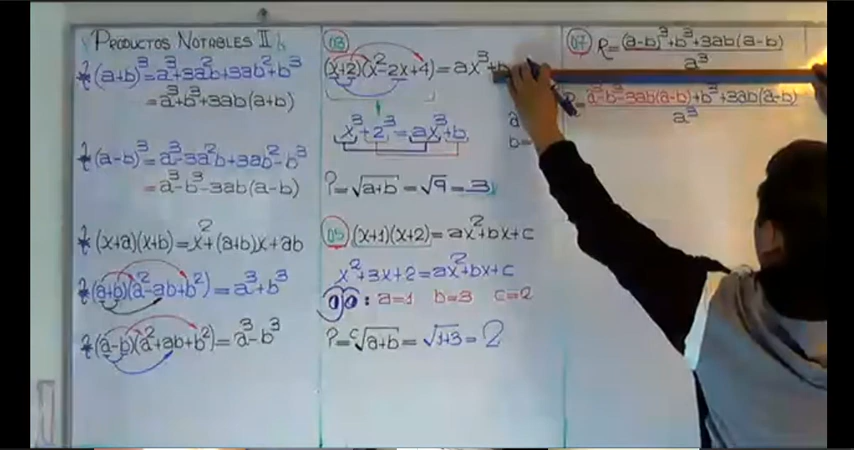 PRODUCTOS NOTABLES II
* (a+b)³=a³+3a²b+3ab²+b³
=a³+b³+3ab(a+b)
* (a-b)³=a³-3a²b+3ab²-b³
=a³-b³-3ab(a-b)
* (x+a)(x+b)=x²+(a+b)x+ab
* (a+b)(a²-ab+b²)=a³+b³
* (a-b)(a²+ab+b²)=a³-b³
03
(x+2)(x²-2x+4)=ax³+b
x³+2³=ax³+b
a
b=
P=√a+b=√9=3
05 (x+1)(x+2)=ax²+bx+c
x²+3x+2=ax²+bx+c
: a=1 b=3 c=2
P=ᶜ√a+b=√1+3=2
07 R=(a-b)³+b³+3ab(a-b)
a³
R=a³-b³-3ab(a-b)+b³+3ab(a-b)
a³